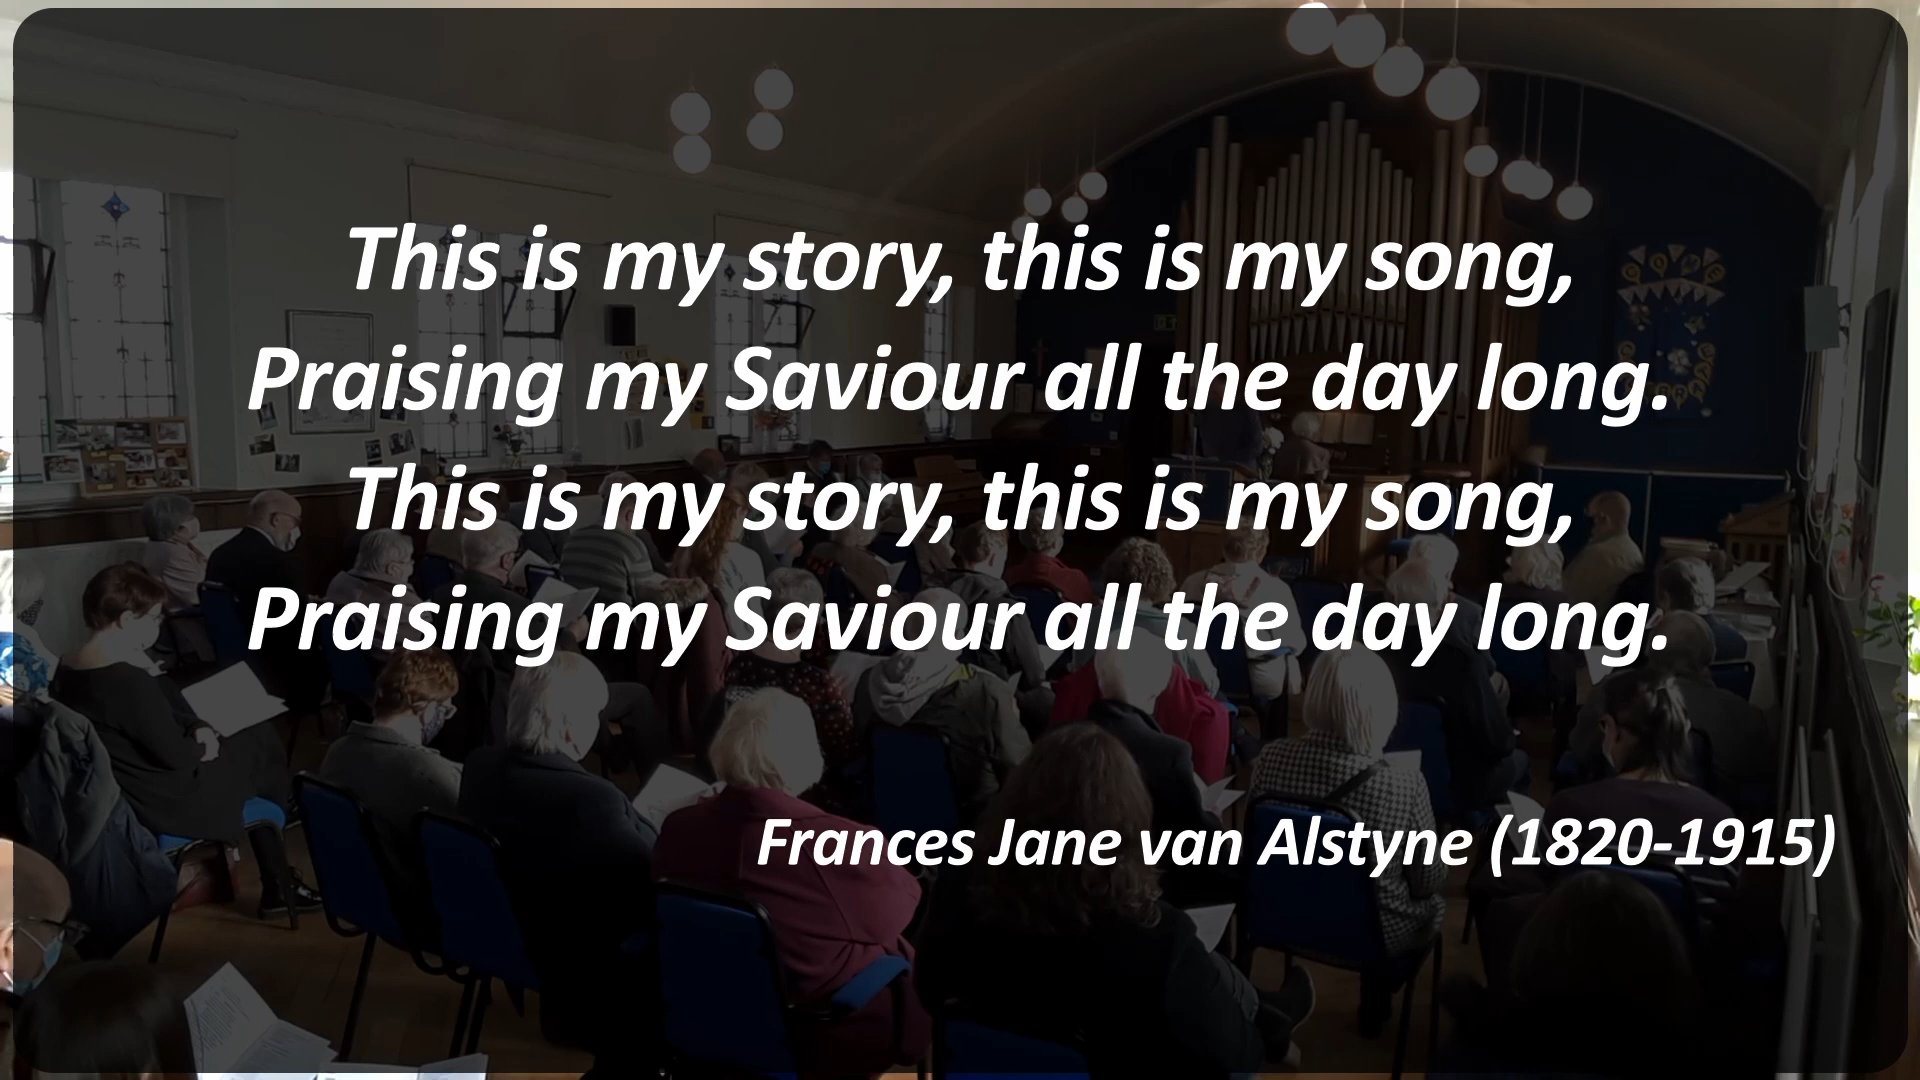 This is my story, this is my song,
Praising my Saviour all the day long.
This is my story, this is my song,
Praising my Saviour all the day long.
Frances Jane van Alstyne (1820-1915)